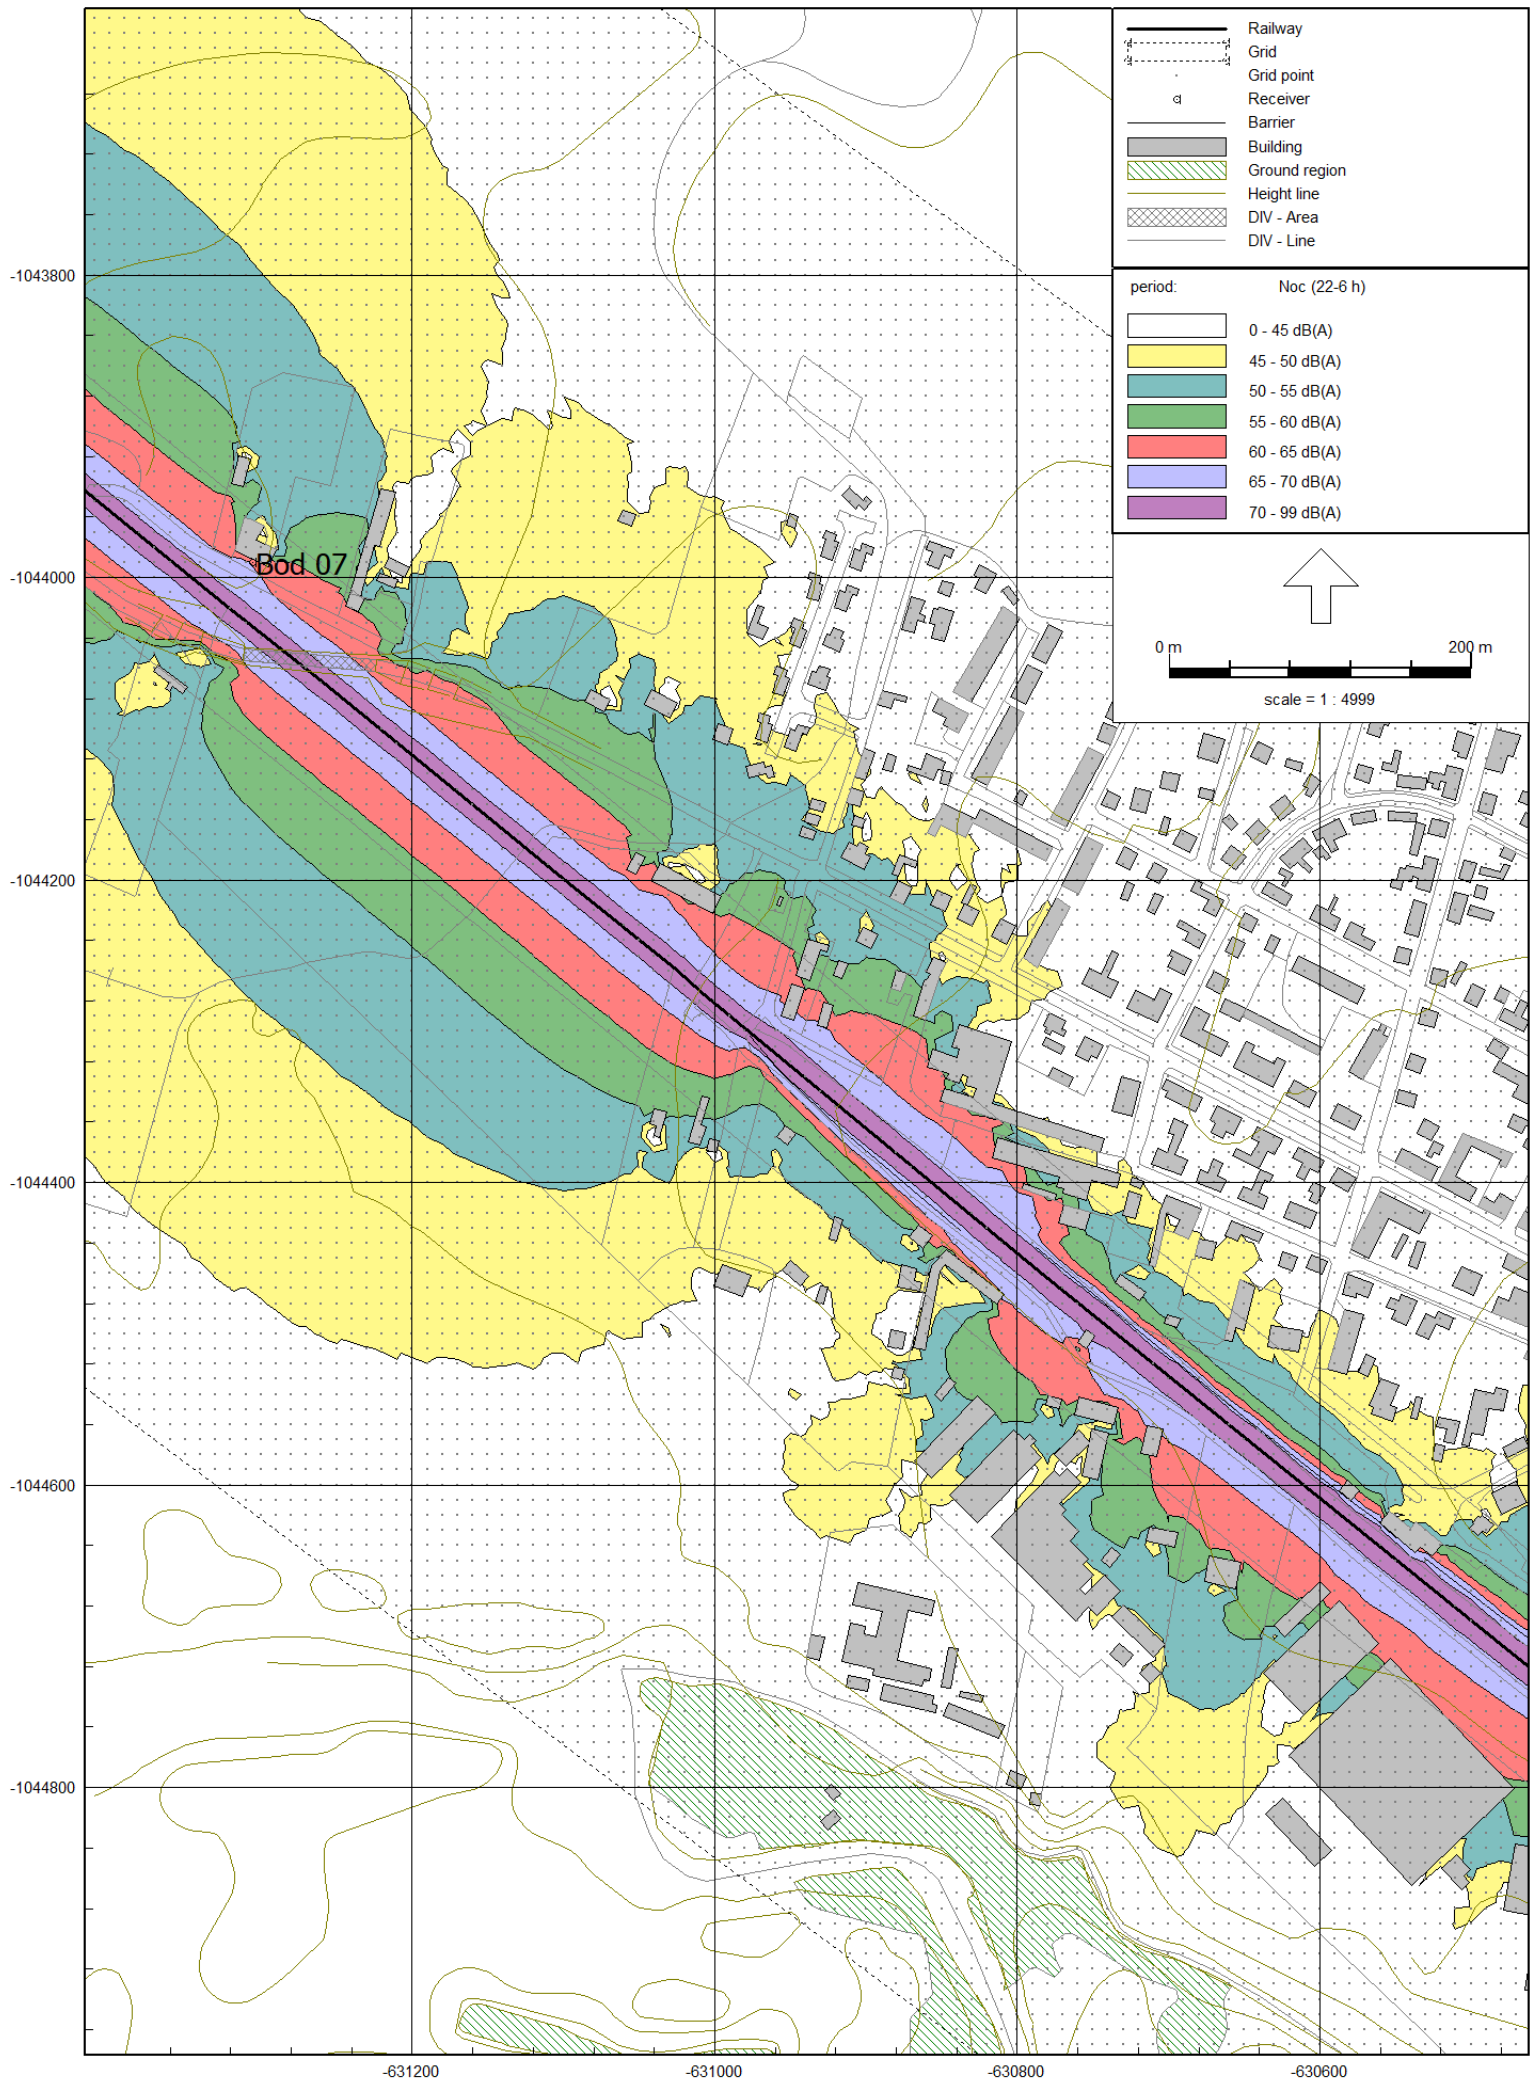 Railway
Grid
Grid point
Receiver
Barrier
Building
Ground region
Height line
DIV - Area
DIV - Line
period: Noc (22-6 h)
0 - 45 dB(A)
45 - 50 dB(A)
50 - 55 dB(A)
55 - 60 dB(A)
60 - 65 dB(A)
65 - 70 dB(A)
70 - 99 dB(A)
0 m 200 m
scale = 1 : 4999
-1043800
-1044000
Bod 07
-1044200
-1044400
-1044600
-1044800
-631200 -631000 -630800 -630600